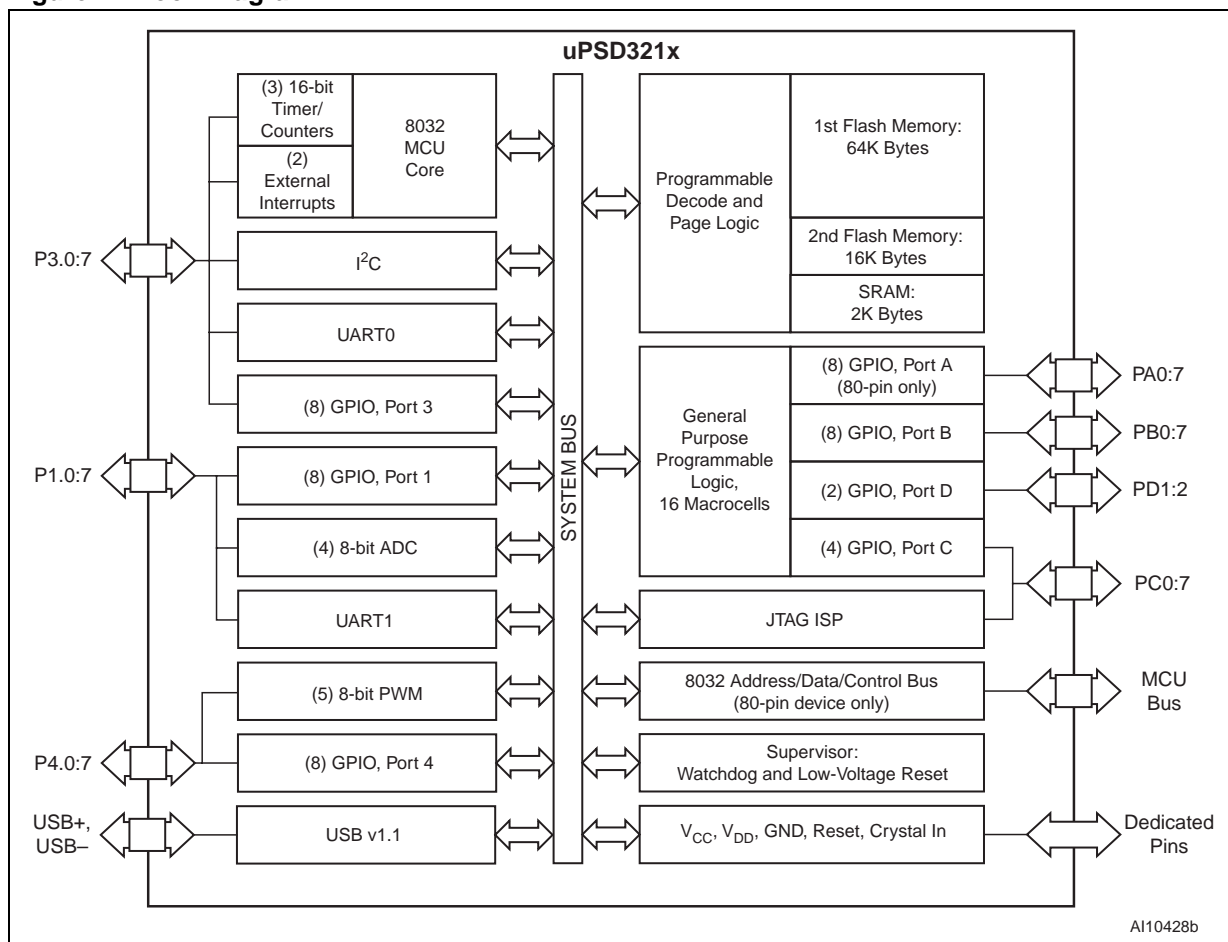 uPSD321x
(3) 16-bit
Timer/
Counters
(2)
External
Interrupts
8032
MCU
Core
I²C
UART0
(8) GPIO, Port 3
(8) GPIO, Port 1
(4) 8-bit ADC
UART1
(5) 8-bit PWM
(8) GPIO, Port 4
USB v1.1
P3.0:7
P1.0:7
P4.0:7
USB+,
USB–
SYSTEM BUS
Programmable
Decode and
Page Logic
1st Flash Memory:
64K Bytes
2nd Flash Memory:
16K Bytes
SRAM:
2K Bytes
General
Purpose
Programmable
Logic,
16 Macrocells
(8) GPIO, Port A
(80-pin only)
(8) GPIO, Port B
(2) GPIO, Port D
(4) GPIO, Port C
JTAG ISP
8032 Address/Data/Control Bus
(80-pin device only)
Supervisor:
Watchdog and Low-Voltage Reset
VCC, VDD, GND, Reset, Crystal In
PA0:7
PB0:7
PD1:2
PC0:7
MCU
Bus
Dedicated
Pins
AI10428b